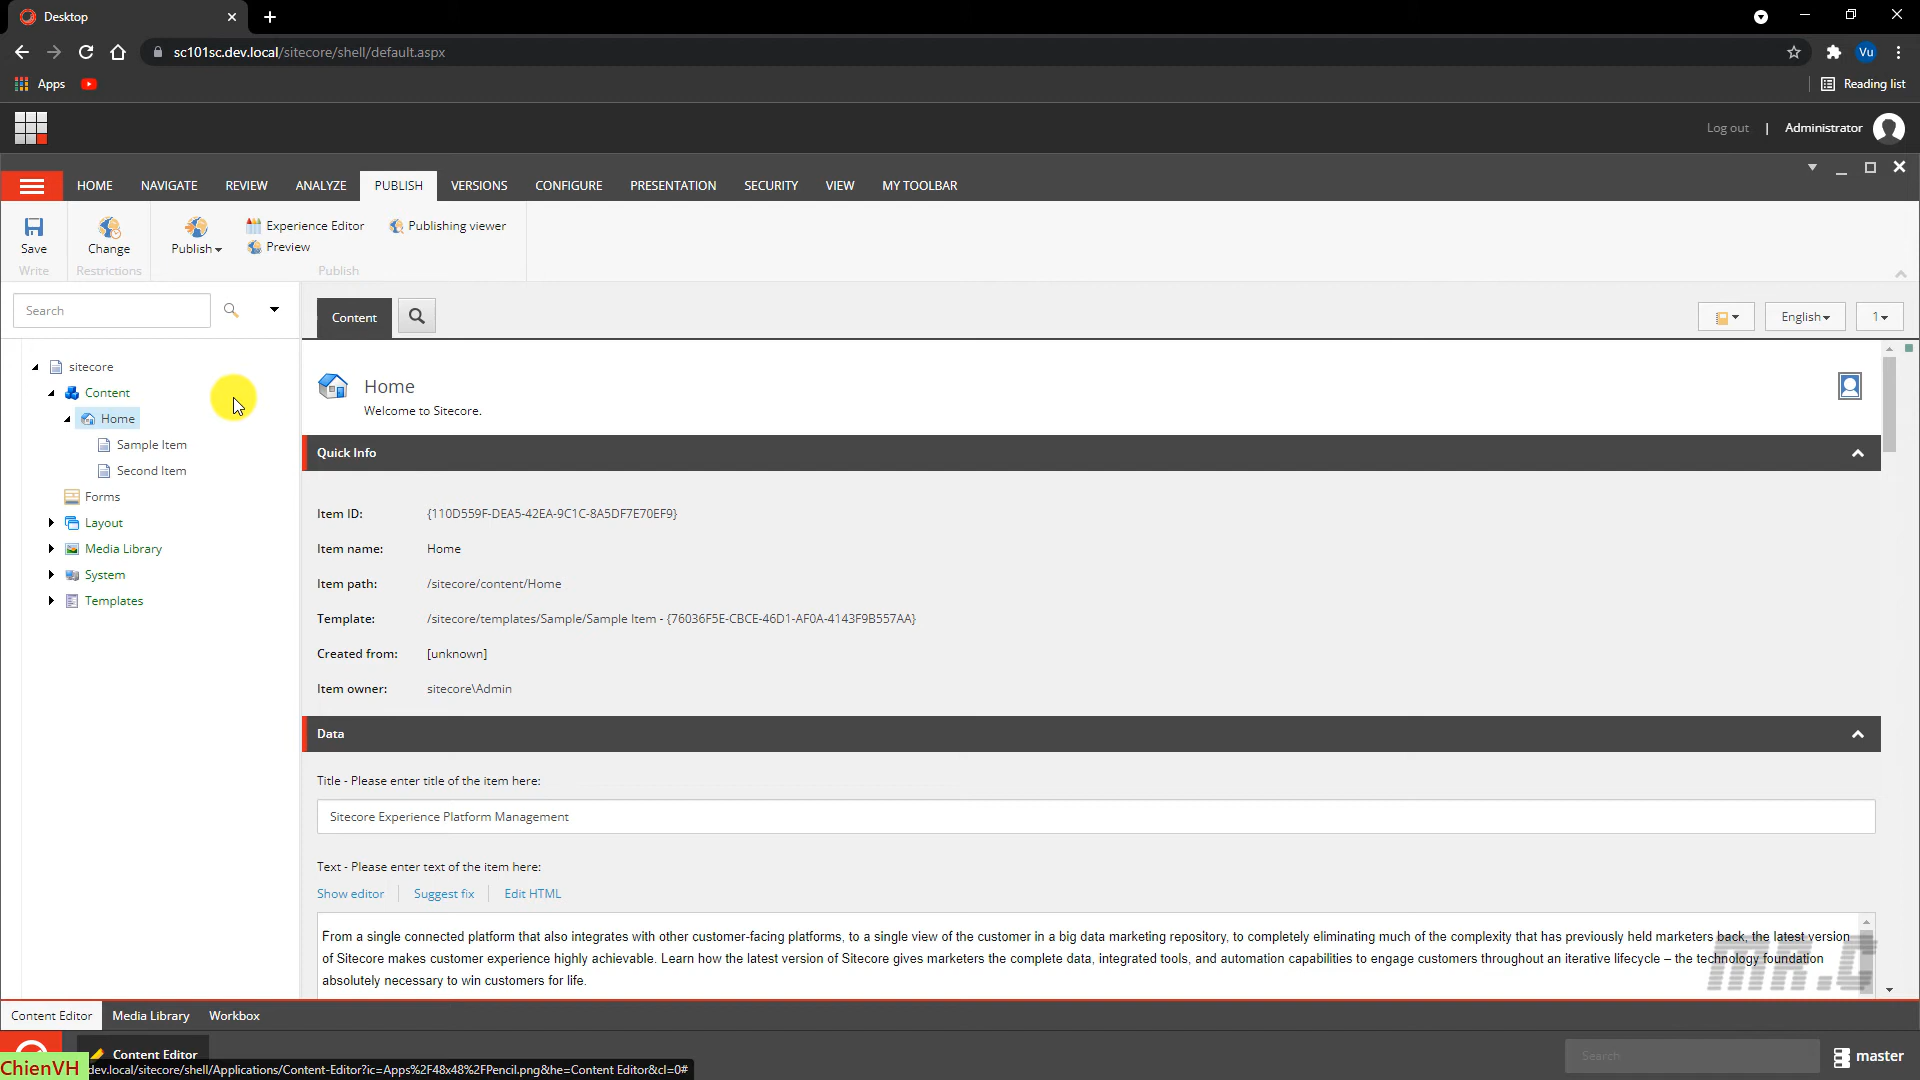 Desktop
sc101sc.dev.local/sitecore/shell/default.aspx
Vu
Apps
Reading list
Log out | Administrator
HOME NAVIGATE REVIEW ANALYZE PUBLISH VERSIONS CONFIGURE PRESENTATION SECURITY VIEW MY TOOLBAR
Experience Editor Publishing viewer
Save Change Publish Preview
Write Restrictions Publish
Search
Content English 1
sitecore
Content
Home
Sample Item
Second Item
Forms
Layout
Media Library
System
Templates
Home
Welcome to Sitecore.
Quick Info
Item ID: {110D559F-DEA5-42EA-9C1C-8A5DF7E70EF9}
Item name: Home
Item path: /sitecore/content/Home
Template: /sitecore/templates/Sample/Sample Item - {76036F5E-CBCE-46D1-AF0A-4143F9B557AA}
Created from: [unknown]
Item owner: sitecore\Admin
Data
Title - Please enter title of the item here:
Sitecore Experience Platform Management
Text - Please enter text of the item here:
Show editor Suggest fix Edit HTML
From a single connected platform that also integrates with other customer-facing platforms, to a single view of the customer in a big data marketing repository, to completely eliminating much of the complexity that has previously held marketers back, the latest version
of Sitecore makes customer experience highly achievable. Learn how the latest version of Sitecore gives marketers the complete data, integrated tools, and automation capabilities to engage customers throughout an iterative lifecycle – the technology foundation
absolutely necessary to win customers for life.
MR.C
Content Editor Media Library Workbox
Content Editor Search master
ChienVH dev.local/sitecore/shell/Applications/Content-Editor?ic=Apps%2F48x48%2FPencil.png&he=Content Editor&cl=0#